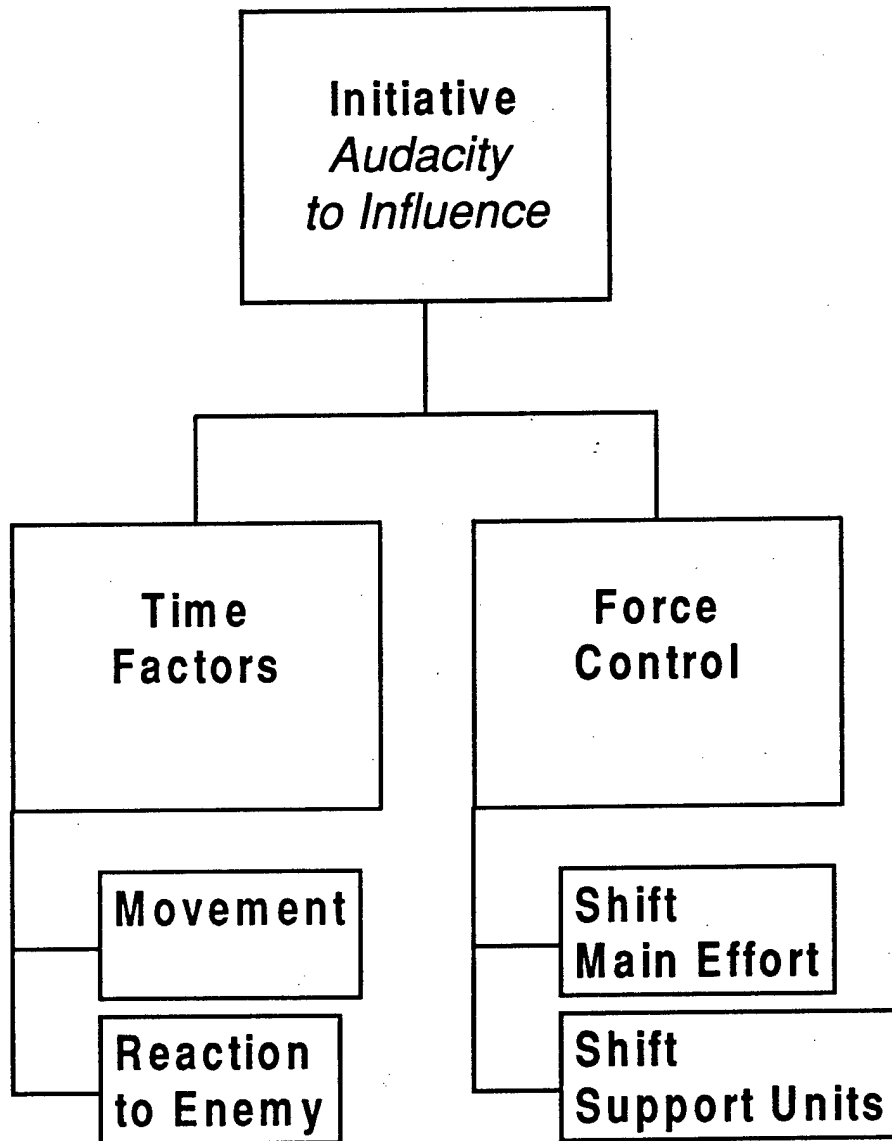 Initiative
Audacity
to Influence
Time
Factors
Movement
Reaction
to Enemy
Force
Control
Shift
Main Effort
Shift
Support Units